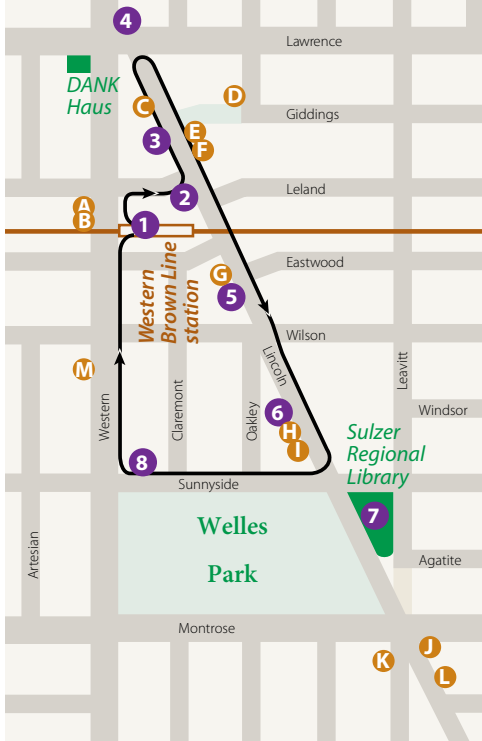 4
Lawrence
DANK
Haus
C
D
Giddings
3
E
F
Leland
2
A
B
1
Eastwood
G
5
Western
Brown Line
station
Wilson
Lincoln
Leavitt
M
Western
Claremont
Oakley
6
Windsor
H
I
Sulzer
Regional
Library
8
Sunnyside
7
Welles
Park
Artesian
Agatite
Montrose
J
K
L